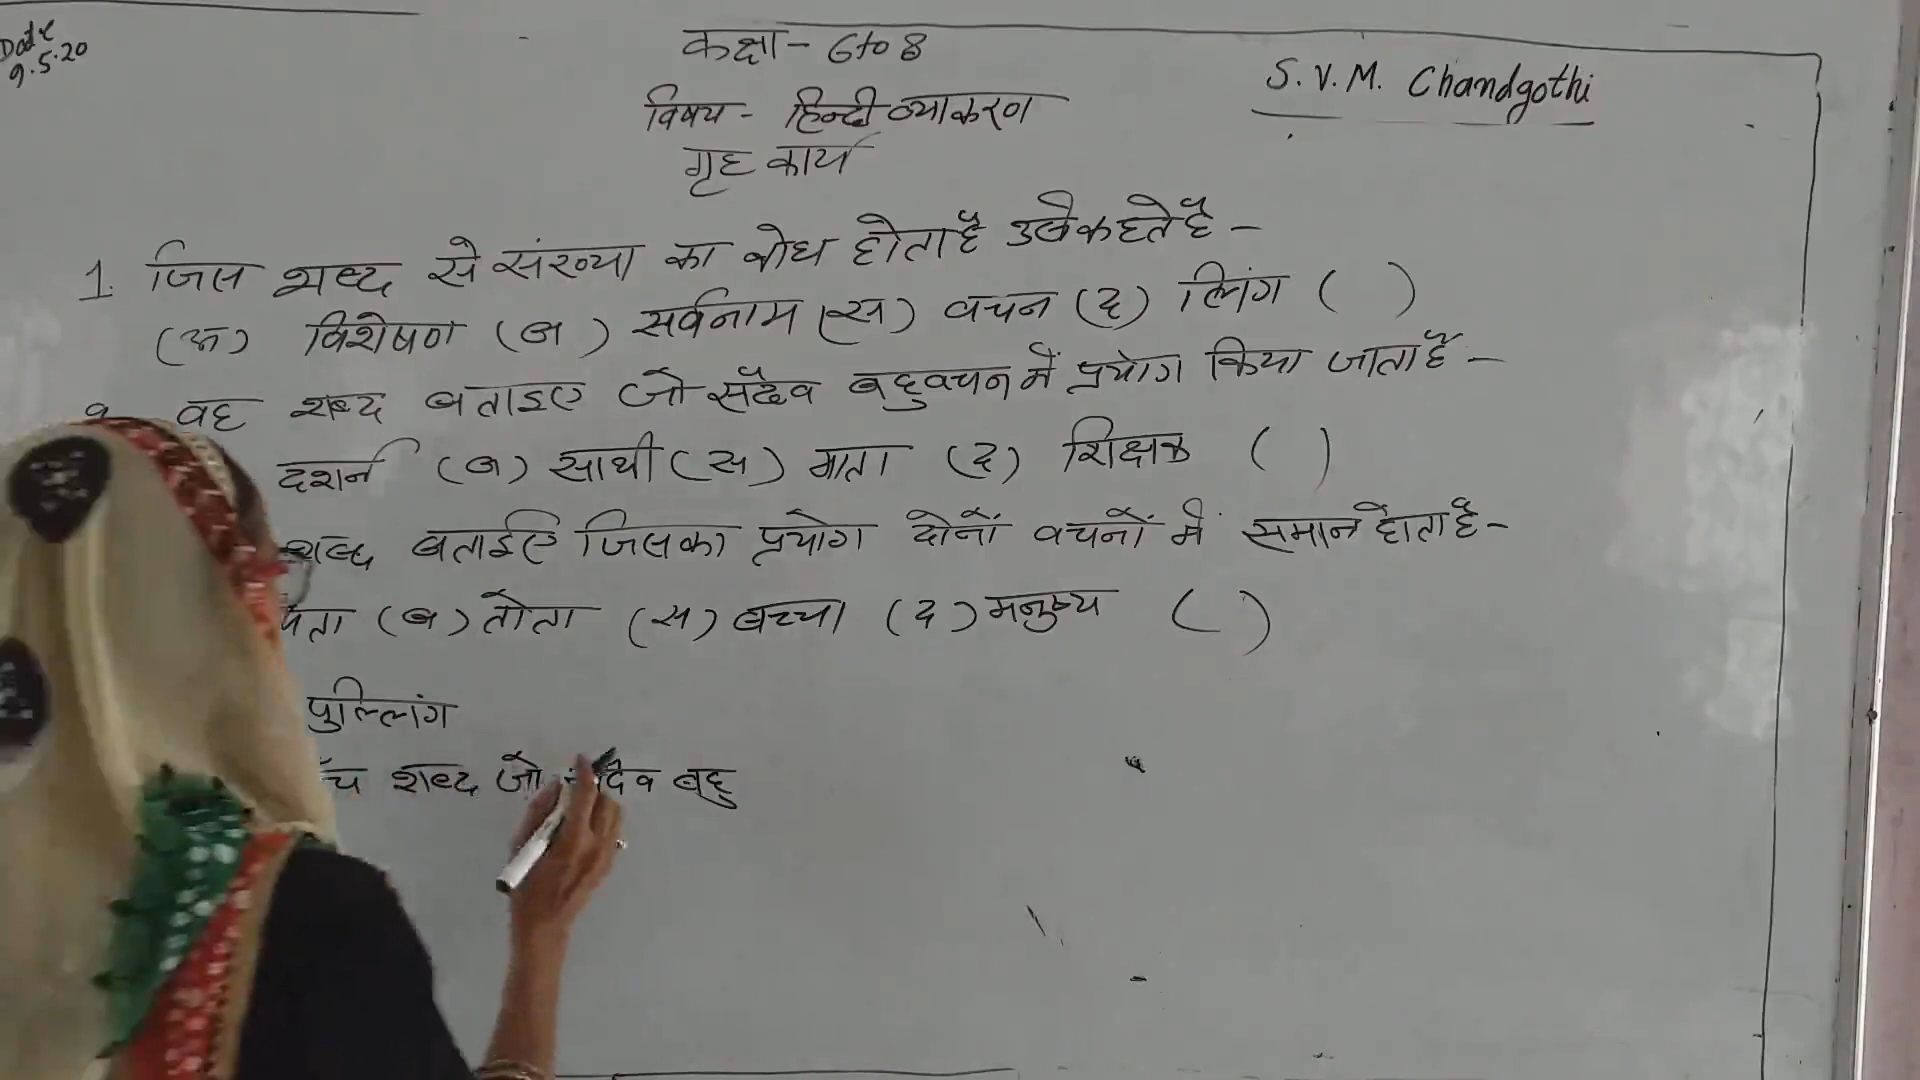 Date
9.5.20
कक्षा - 6 to 8
S.V.M. Chandgothi
विषय - हिन्दी व्याकरण
गृह कार्य
1. जिस शब्द से संख्या का बोध होता है उसे कहते है -
(अ) विशेषण (ब) सर्वनाम (स) वचन (द) लिंग ( )
वह शब्द बताइए जो सदैव बहुवचन में प्रयोग किया जाता है -
दर्शन (ब) साथी (स) माता (द) शिक्षक ( )
शब्द बताईए जिसका प्रयोग दोनों वचनों में समान होता है -
(ब) तोता (स) बच्चा (द) मनुष्य ( )
पुल्लिंग
शब्द जो बहु